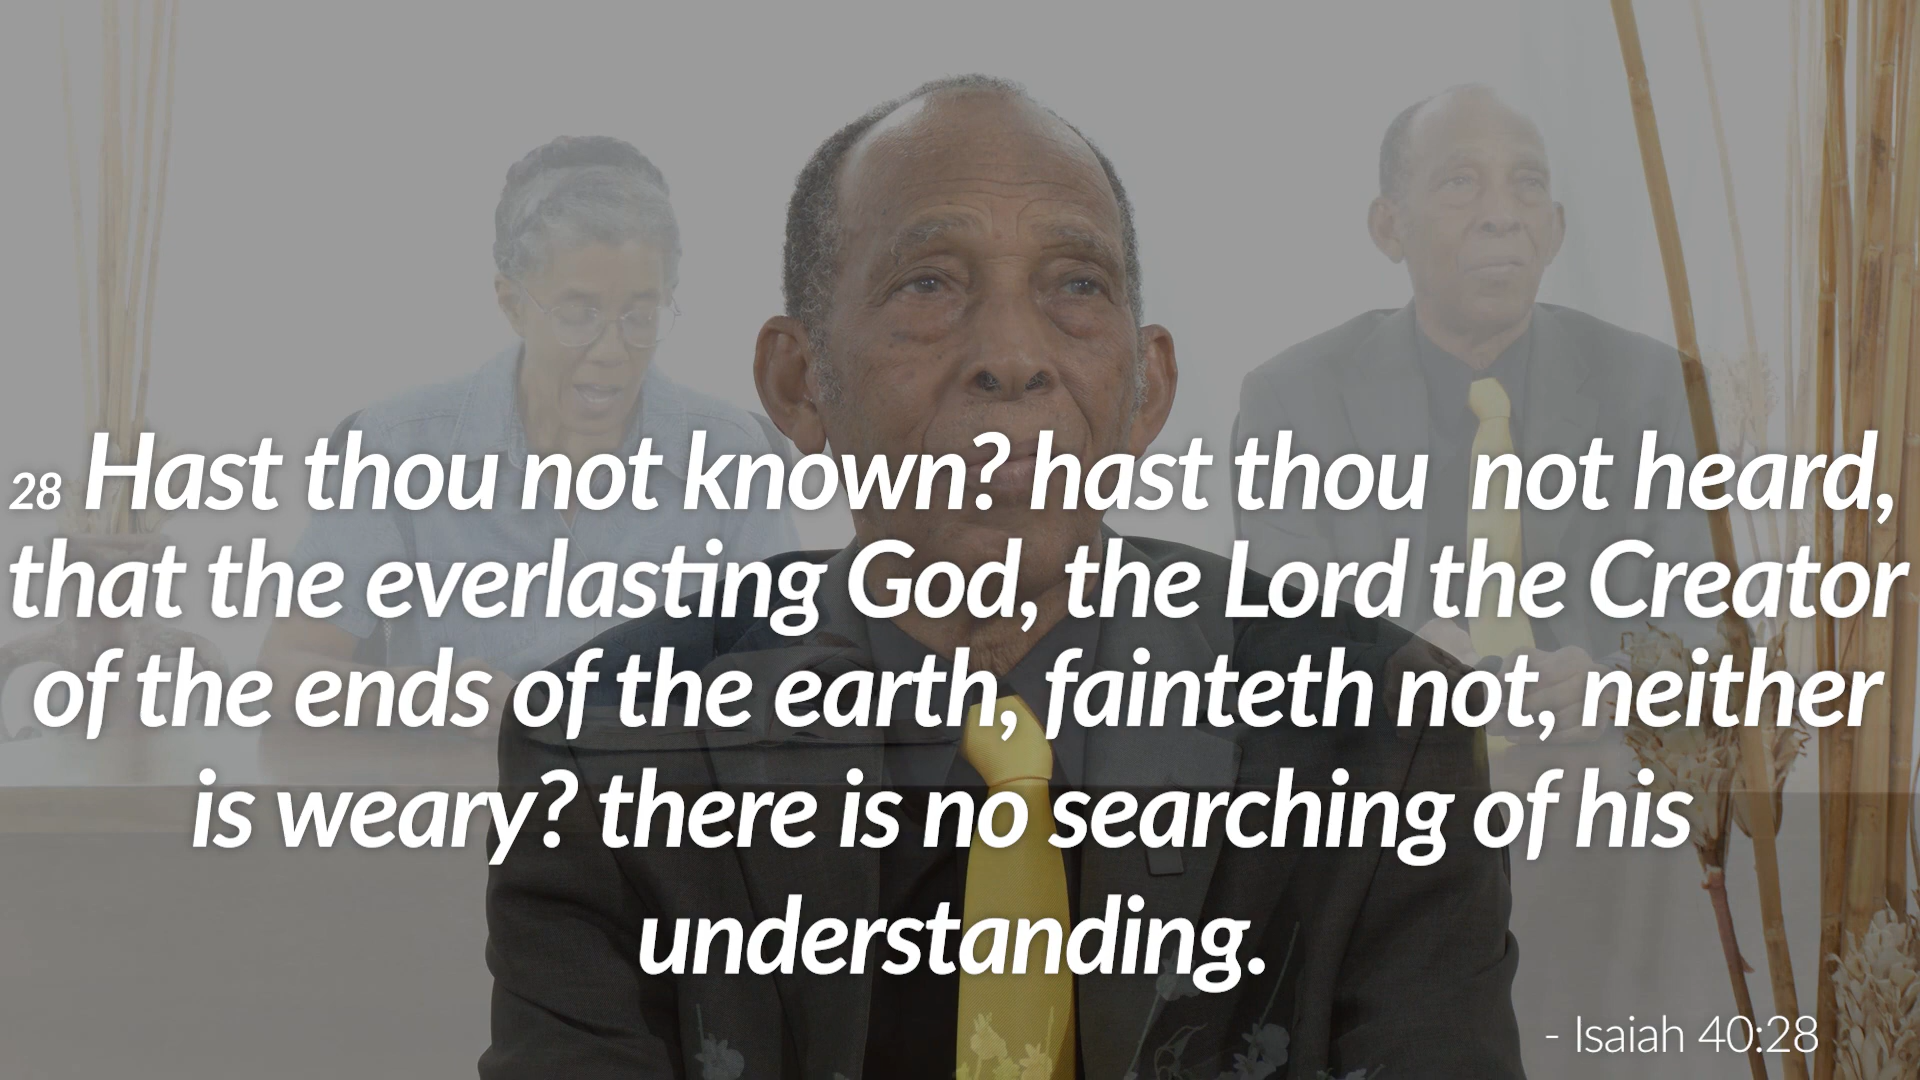 28 Hast thou not known? hast thou not heard,
that the everlasting God, the Lord the Creator
of the ends of the earth, fainteth not, neither
is weary? there is no searching of his
understanding.
- Isaiah 40:28